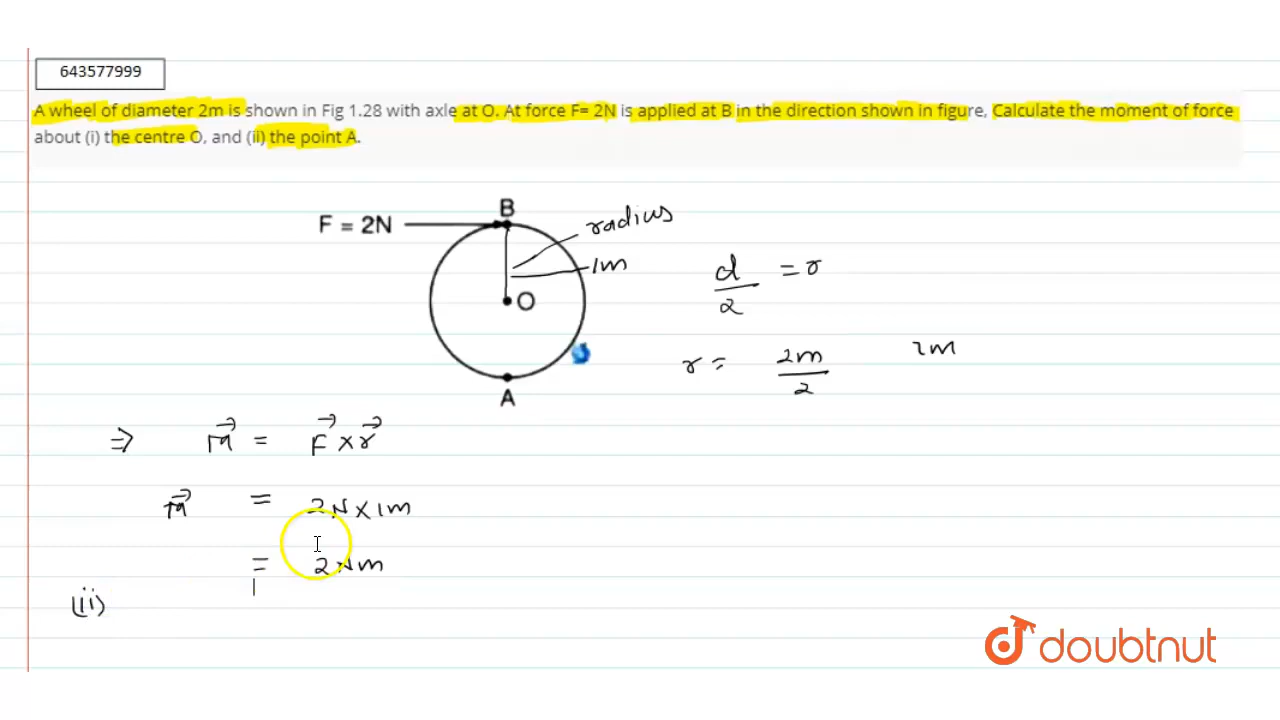 643577999
A wheel of diameter 2m is shown in Fig 1.28 with axle at O. At force F= 2N is applied at B in the direction shown in figure, Calculate the moment of force
about (i) the centre O, and (ii) the point A.
B
F = 2N
radius
1m
O
d/2 = r
r = 2m/2
2m
A
⇒ M⃗ = F⃗ × r⃗
M⃗ = 2N × 1m
= 2Nm
(ii)
doubtnut